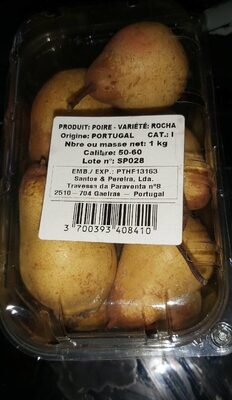 PRODUIT: POIRE - VARIÉTÉ: ROCHA
Origine: PORTUGAL CAT.: I
Nbre ou masse net: 1 kg
Calibre: 50-60
Lote n°: SP028
EMB./ EXP.: PTHF13163
Santos & Pereira, Lda.
Travessa da Paraventa nº8
2510 — 704 Gaeiras — Portugal
3 700393 408410